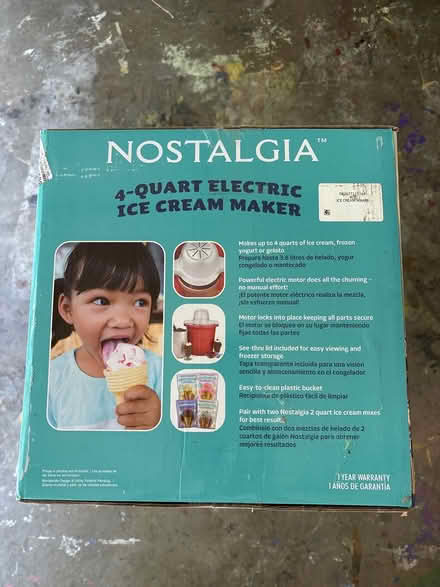 NOSTALGIA™
4-QUART ELECTRIC
ICE CREAM MAKER
ICE CREAM MAKER
Makes up to 4 quarts of ice cream, frozen
yogurt or gelato
Prepara hasta 3.8 litros de helado, yogur
congelado o mantecado
Powerful electric motor does all the churning –
no manual effort!
¡El potente motor eléctrico realiza la mezcla,
¡sin esfuerzo manual!
Motor locks into place keeping all parts secure
El motor se bloquea en su lugar manteniendo
fijas todas las partes
See-thru lid included for easy viewing and
freezer storage
Tapa transparente incluida para una visión
sencilla y almacenamiento en el congelador
Easy-to-clean plastic bucket
Recipiente de plástico fácil de limpiar
Pair with two Nostalgia 2 quart ice cream mixes
for best results
Combínelo con dos mezclas de helado de 2
cuartos de galón Nostalgia para obtener
mejores resultados
1 YEAR WARRANTY
1 AÑOS DE GARANTÍA